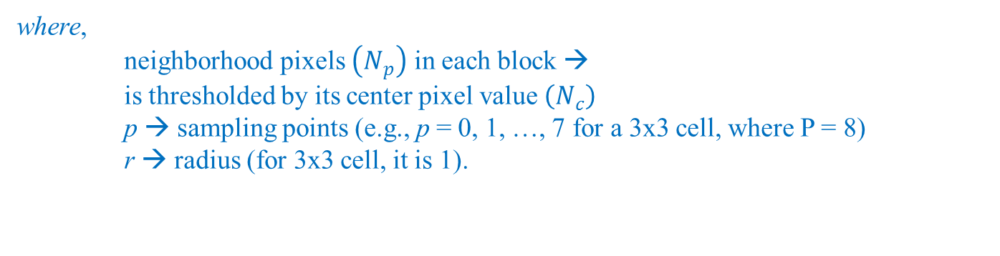 where,
neighborhood pixels (Nₚ) in each block →
is thresholded by its center pixel value (N_c)
p → sampling points (e.g., p = 0, 1, …, 7 for a 3x3 cell, where P = 8)
r → radius (for 3x3 cell, it is 1).